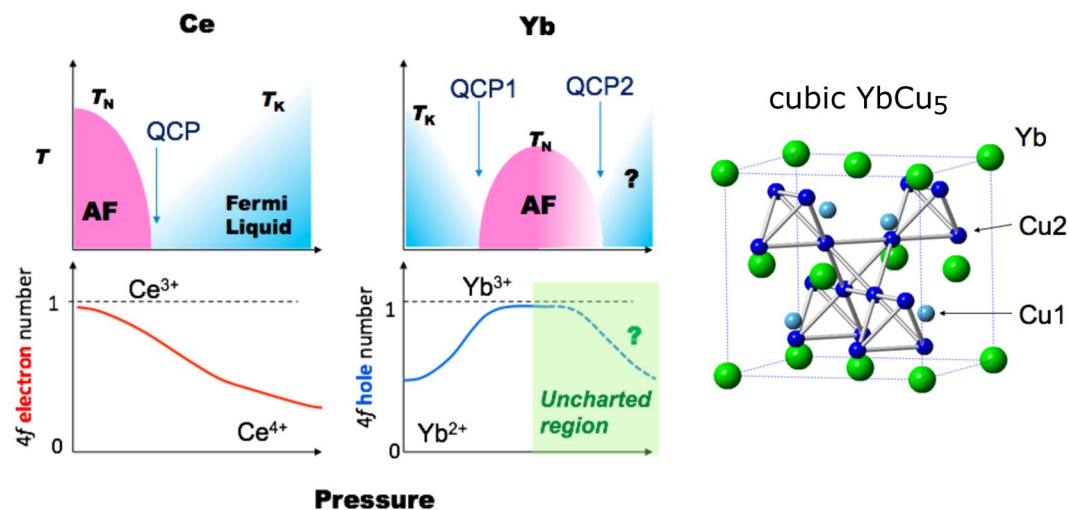 Ce
Yb
T
T_N
QCP
T_K
AF
Fermi
Liquid
T_K
QCP1
QCP2
T_N
AF
?
4f electron number
1
0
Ce³⁺
Ce⁴⁺
4f hole number
1
0
Yb³⁺
Yb²⁺
?
Uncharted
region
Pressure
cubic YbCu₅
Yb
Cu2
Cu1